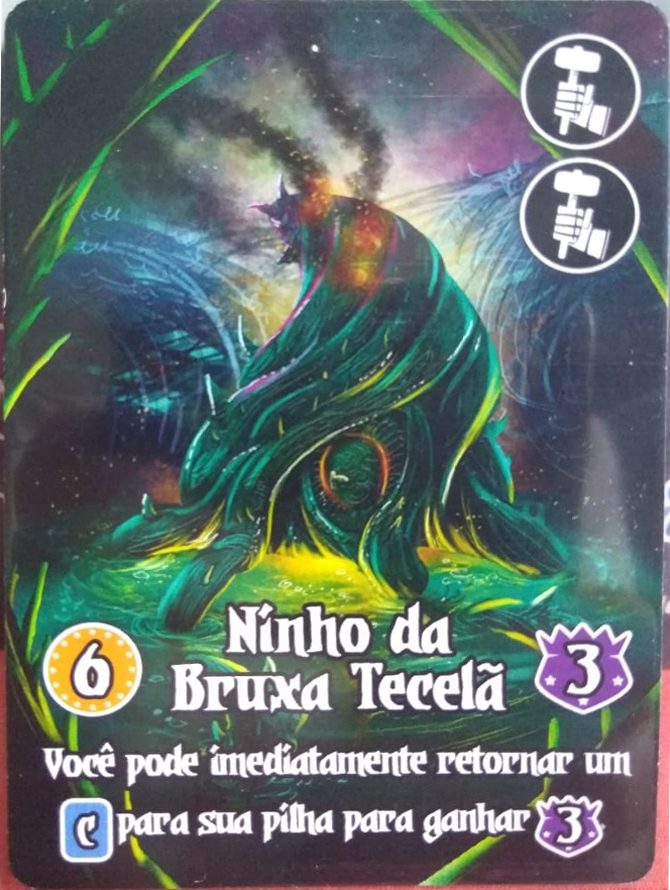 6
Ninho da
Bruxa Tecelã
3
Você pode imediatamente retornar um
C para sua pilha para ganhar 3